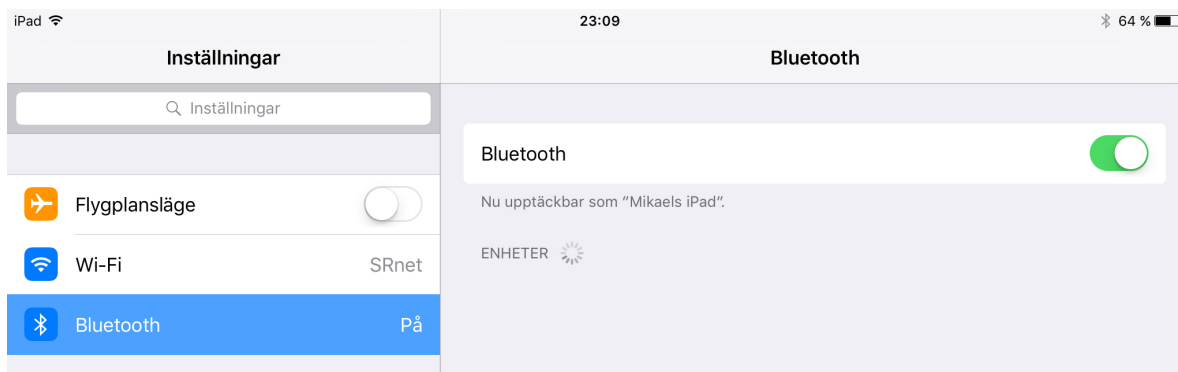 iPad 23:09 64 %
Inställningar
Bluetooth
Inställningar
Flygplansläge
Wi-Fi SRnet
Bluetooth På
Bluetooth
Nu upptäckbar som ”Mikaels iPad”.
ENHETER